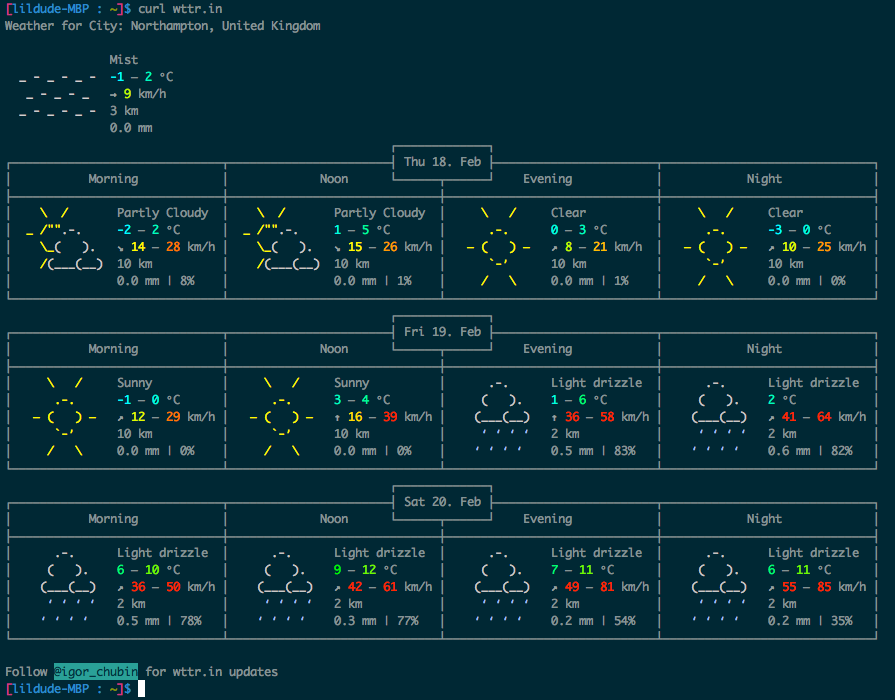 [lildude-MBP : ~]$ curl wttr.in
Weather for City: Northampton, United Kingdom
Mist
-1 – 2 °C
→ 9 km/h
3 km
0.0 mm
Thu 18. Feb
Morning Noon Evening Night
Partly Cloudy Partly Cloudy Clear Clear
-2 – 2 °C 1 – 5 °C 0 – 3 °C -3 – 0 °C
↘ 14 – 28 km/h ↘ 15 – 26 km/h ↗ 8 – 21 km/h ↗ 10 – 25 km/h
10 km 10 km 10 km 10 km
0.0 mm | 8% 0.0 mm | 1% 0.0 mm | 1% 0.0 mm | 0%
Fri 19. Feb
Morning Noon Evening Night
Sunny Sunny Light drizzle Light drizzle
-1 – 0 °C 3 – 4 °C 1 – 6 °C 2 °C
↗ 12 – 29 km/h ↑ 16 – 39 km/h ↑ 36 – 58 km/h ↗ 41 – 64 km/h
10 km 10 km 2 km 2 km
0.0 mm | 0% 0.0 mm | 0% 0.5 mm | 83% 0.6 mm | 82%
Sat 20. Feb
Morning Noon Evening Night
Light drizzle Light drizzle Light drizzle Light drizzle
6 – 10 °C 9 – 12 °C 7 – 11 °C 6 – 11 °C
↗ 36 – 50 km/h ↗ 42 – 61 km/h ↗ 49 – 81 km/h ↗ 55 – 85 km/h
2 km 2 km 2 km 2 km
0.5 mm | 78% 0.3 mm | 77% 0.2 mm | 54% 0.2 mm | 35%
Follow @igor_chubin for wttr.in updates
[lildude-MBP : ~]$